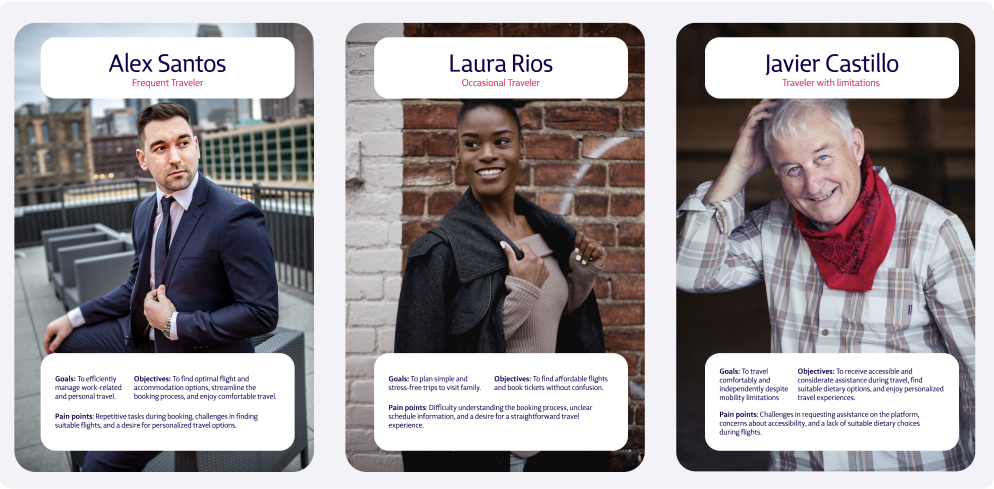 Alex Santos
Frequent Traveler
Goals: To efficiently
manage work-related
and personal travel.
Objectives: To find optimal flight and
accommodation options, streamline the
booking process, and enjoy comfortable travel.
Pain points: Repetitive tasks during booking, challenges in finding
suitable flights, and a desire for personalized travel options.
Laura Rios
Occasional Traveler
Goals: To plan simple and
stress-free trips to visit family.
Objectives: To find affordable flights
and book tickets without confusion.
Pain points: Difficulty understanding the booking process, unclear
schedule information, and a desire for a straightforward travel
experience.
Javier Castillo
Traveler with limitations
Goals: To travel
comfortably and
independently despite
mobility limitations
Objectives: To receive accessible and
considerate assistance during travel, find
suitable dietary options, and enjoy personalized
travel experiences.
Pain points: Challenges in requesting assistance on the platform,
concerns about accessibility, and a lack of suitable dietary choices
during flights.